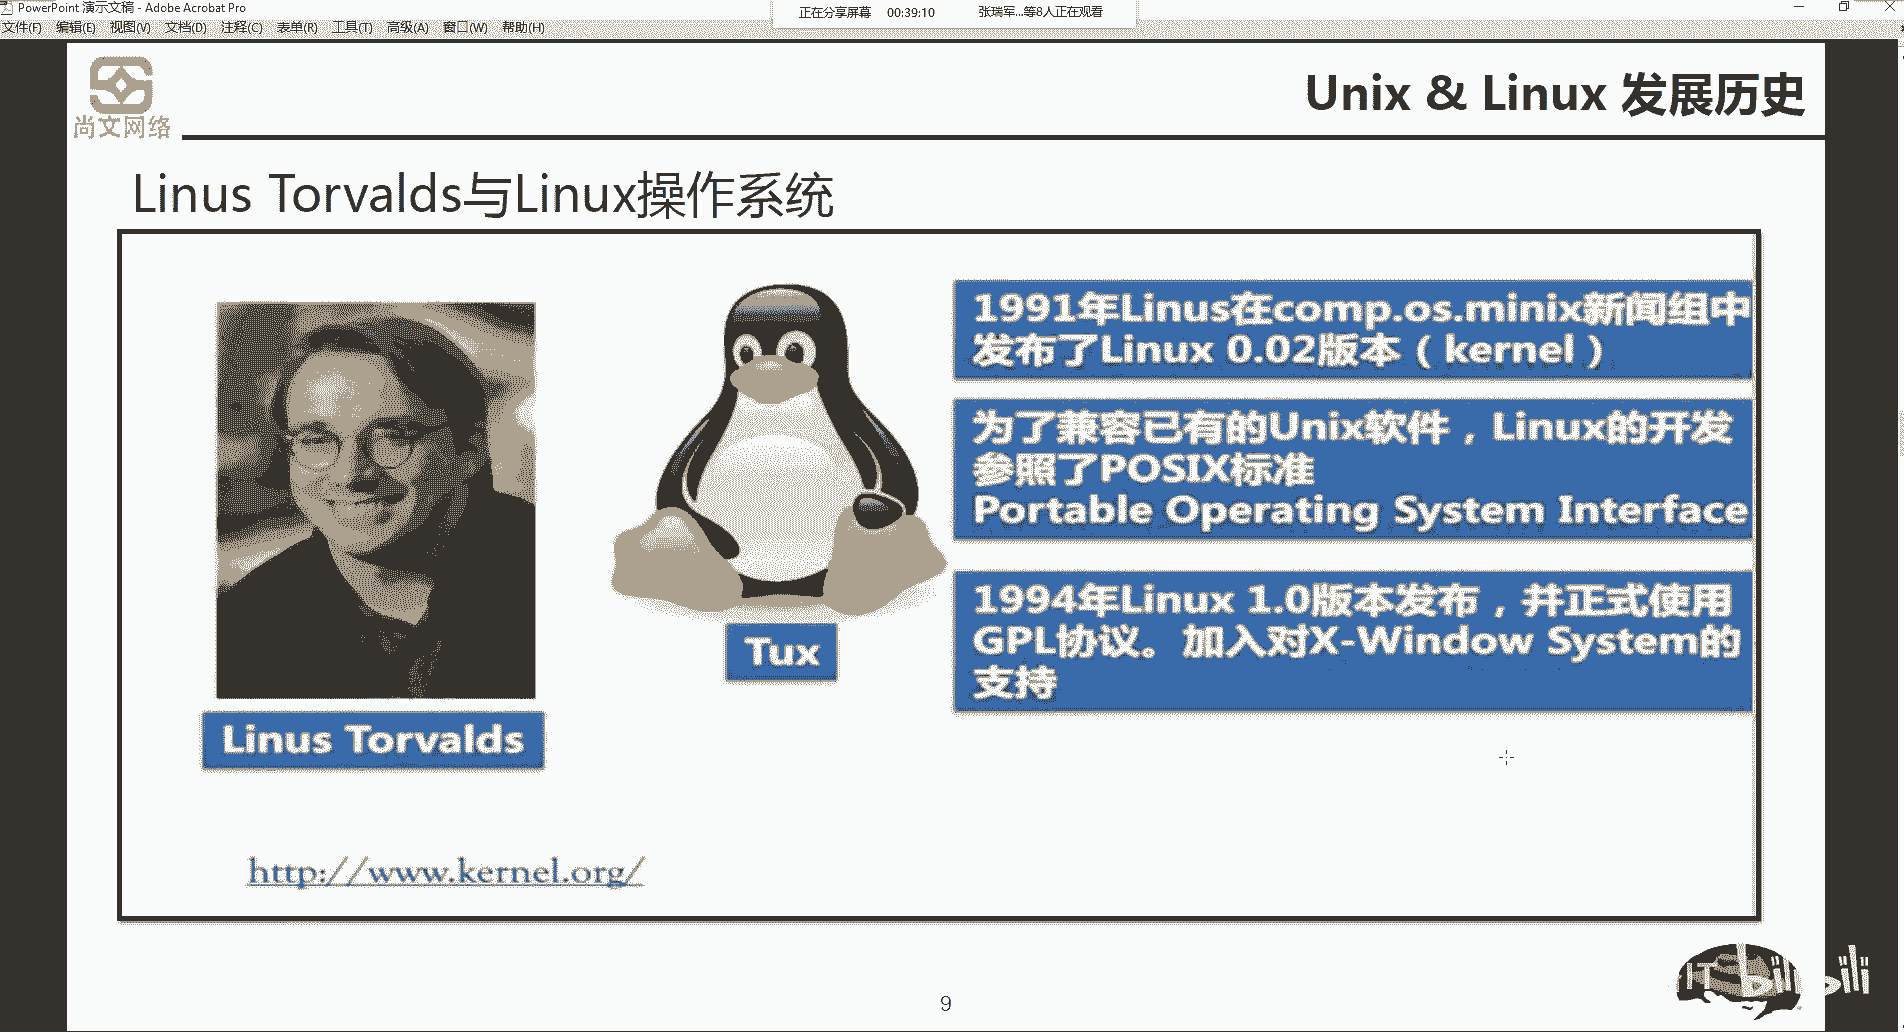 PowerPoint 演示文稿 - Adobe Acrobat Pro
正在分享屏幕 00:39:10 张瑞军...等8人正在观看
文件(F) 编辑(E) 视图(V) 文档(D) 注释(C) 表单(R) 工具(T) 高级(A) 窗口(W) 帮助(H)
尚文网络
Unix & Linux 发展历史
Linus Torvalds与Linux操作系统
1991年Linus在comp.os.minix新闻组中
发布了Linux 0.02版本（kernel）
为了兼容已有的Unix软件，Linux的开发
参照了POSIX标准
Portable Operating System Interface
1994年Linux 1.0版本发布，并正式使用
GPL协议。加入对X-Window System的
支持
Tux
Linus Torvalds
http://www.kernel.org/
9
IT
bilibili